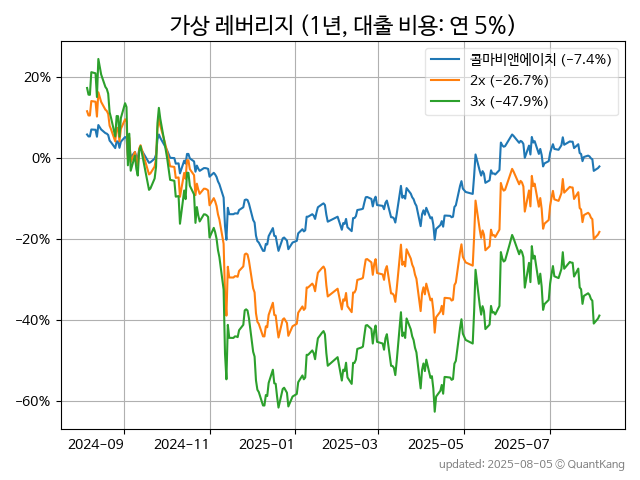 가상 레버리지 (1년, 대출 비용: 연 5%)
콜마비앤에이치 (−7.4%)
2x (−26.7%)
3x (−47.9%)
20%
0%
−20%
−40%
−60%
2024−09 2024−11 2025−01 2025−03 2025−05 2025−07
updated: 2025-08-05 © QuantKang